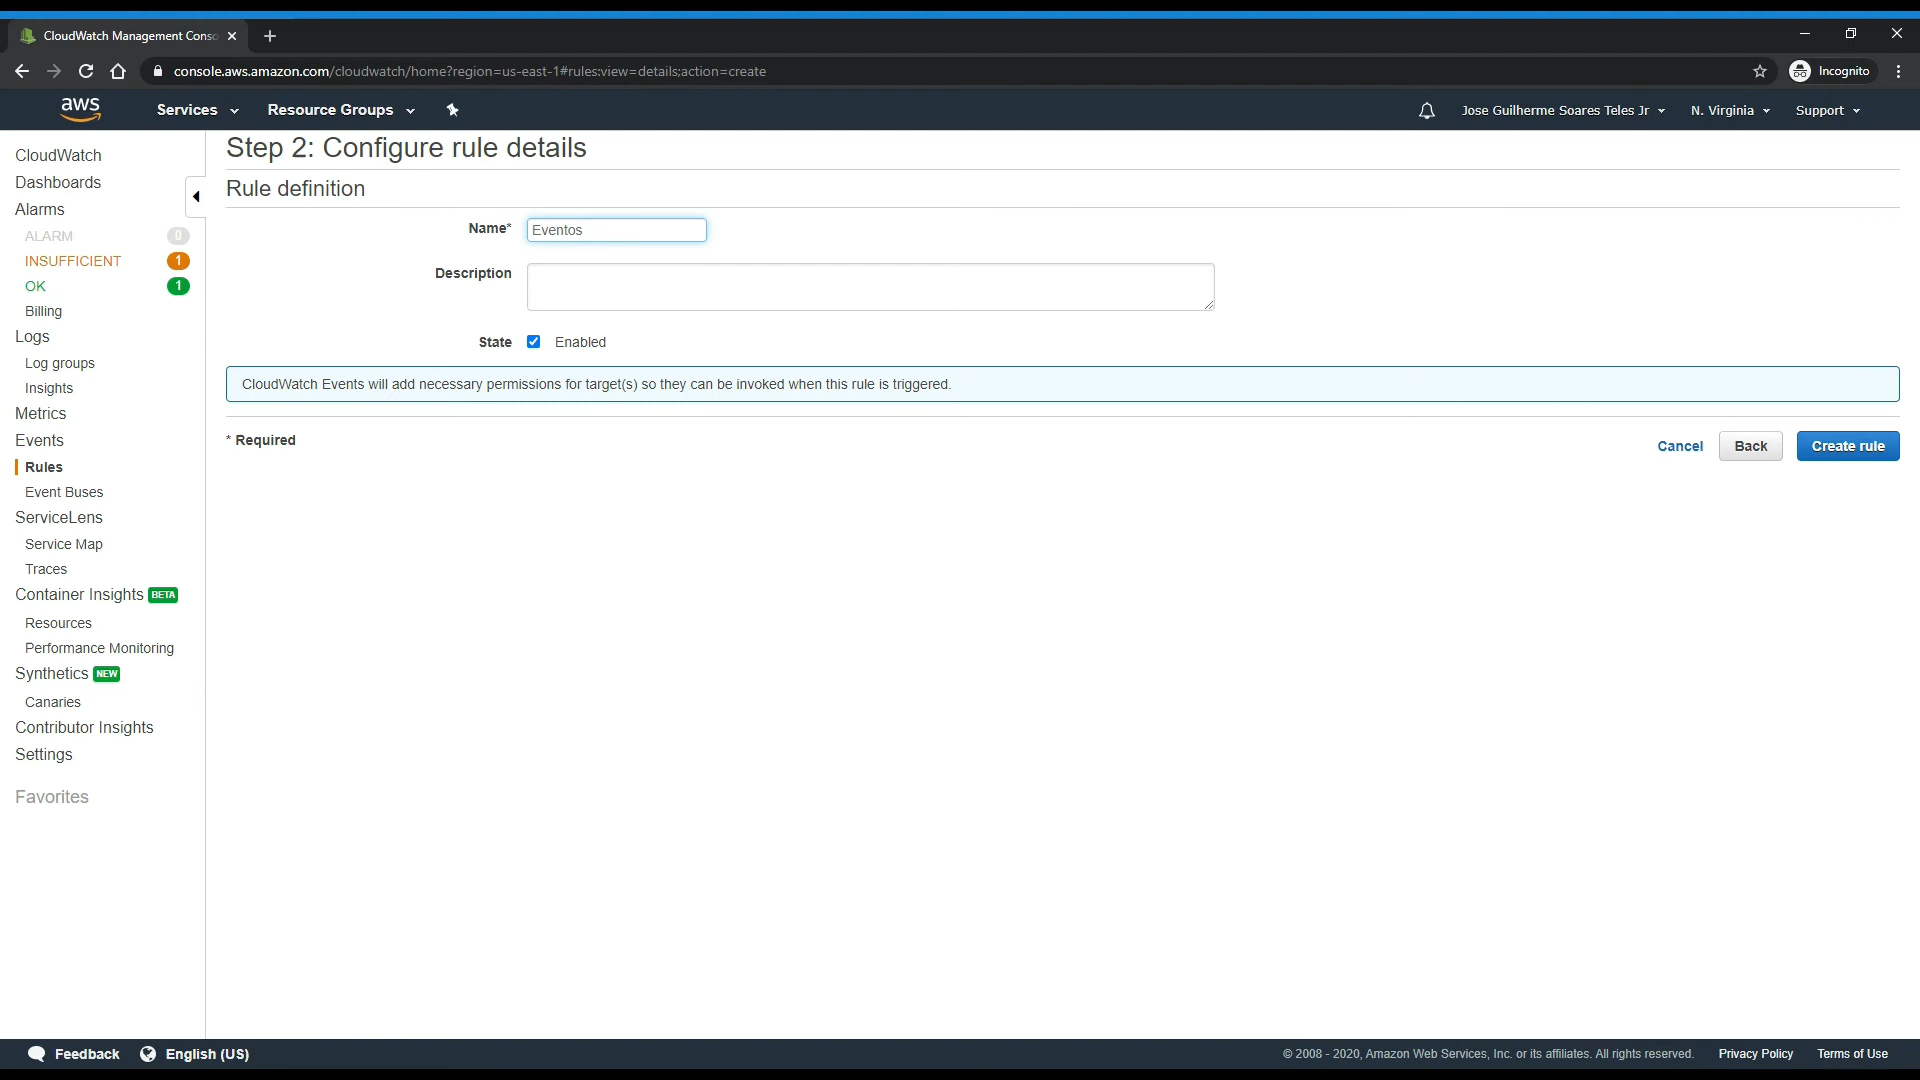 CloudWatch Management Conso
console.aws.amazon.com/cloudwatch/home?region=us-east-1#rules:view=details;action=create
Incognito
aws
Services
Resource Groups
Jose Guilherme Soares Teles Jr
N. Virginia
Support
CloudWatch
Dashboards
Alarms
ALARM 0
INSUFFICIENT 1
OK 1
Billing
Logs
Log groups
Insights
Metrics
Events
Rules
Event Buses
ServiceLens
Service Map
Traces
Container Insights BETA
Resources
Performance Monitoring
Synthetics NEW
Canaries
Contributor Insights
Settings
Favorites
Step 2: Configure rule details
Rule definition
Name* Eventos
Description
State Enabled
CloudWatch Events will add necessary permissions for target(s) so they can be invoked when this rule is triggered.
* Required
Cancel
Back
Create rule
Feedback
English (US)
© 2008 - 2020, Amazon Web Services, Inc. or its affiliates. All rights reserved.
Privacy Policy
Terms of Use